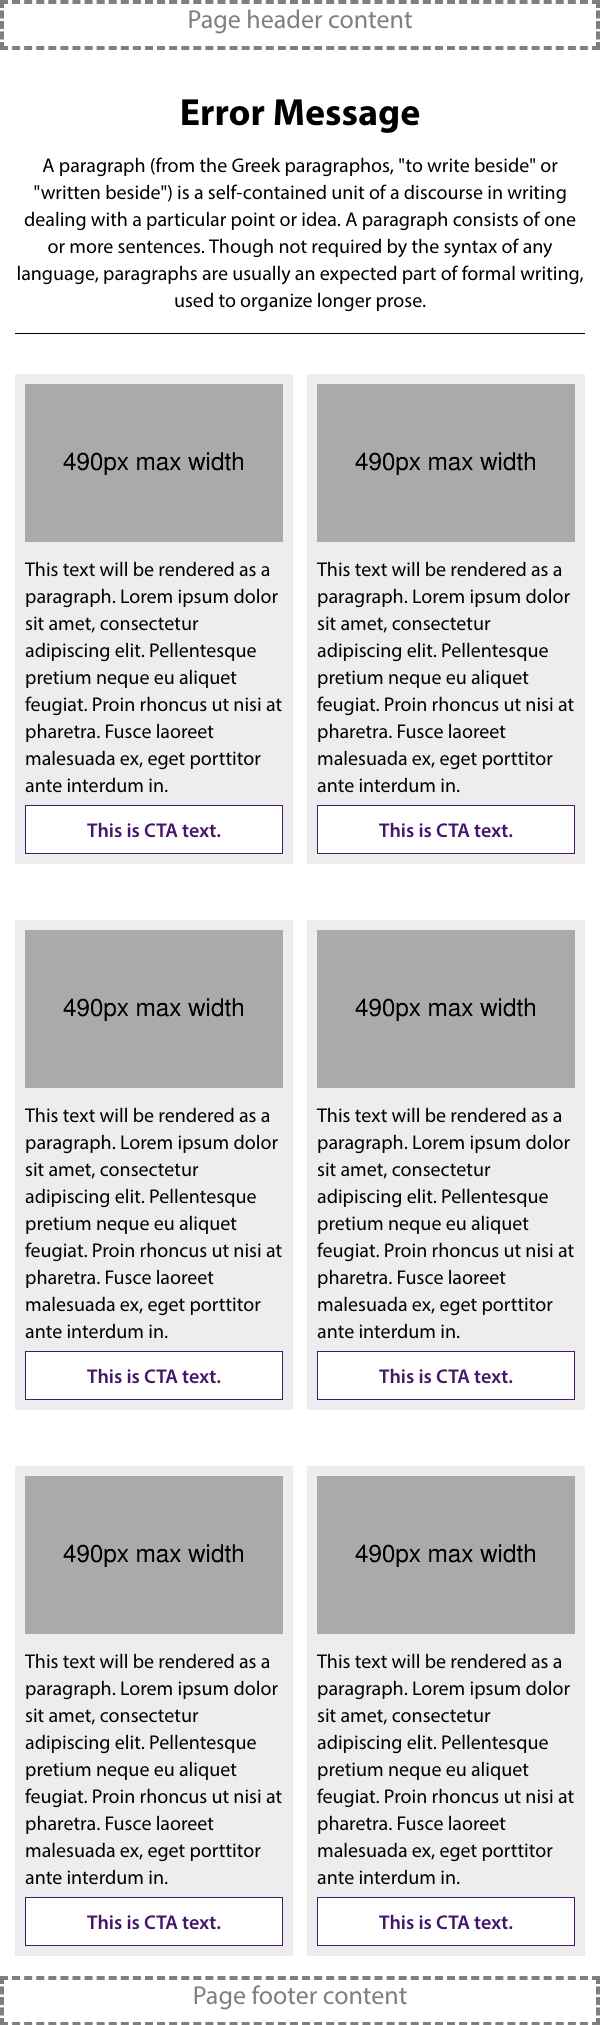 Page header content
Error Message
A paragraph (from the Greek paragraphos, "to write beside" or
"written beside") is a self-contained unit of a discourse in writing
dealing with a particular point or idea. A paragraph consists of one
or more sentences. Though not required by the syntax of any
language, paragraphs are usually an expected part of formal writing,
used to organize longer prose.
490px max width
This text will be rendered as a
paragraph. Lorem ipsum dolor
sit amet, consectetur
adipiscing elit. Pellentesque
pretium neque eu aliquet
feugiat. Proin rhoncus ut nisi at
pharetra. Fusce laoreet
malesuada ex, eget porttitor
ante interdum in.
This is CTA text.
490px max width
This text will be rendered as a
paragraph. Lorem ipsum dolor
sit amet, consectetur
adipiscing elit. Pellentesque
pretium neque eu aliquet
feugiat. Proin rhoncus ut nisi at
pharetra. Fusce laoreet
malesuada ex, eget porttitor
ante interdum in.
This is CTA text.
490px max width
This text will be rendered as a
paragraph. Lorem ipsum dolor
sit amet, consectetur
adipiscing elit. Pellentesque
pretium neque eu aliquet
feugiat. Proin rhoncus ut nisi at
pharetra. Fusce laoreet
malesuada ex, eget porttitor
ante interdum in.
This is CTA text.
490px max width
This text will be rendered as a
paragraph. Lorem ipsum dolor
sit amet, consectetur
adipiscing elit. Pellentesque
pretium neque eu aliquet
feugiat. Proin rhoncus ut nisi at
pharetra. Fusce laoreet
malesuada ex, eget porttitor
ante interdum in.
This is CTA text.
490px max width
This text will be rendered as a
paragraph. Lorem ipsum dolor
sit amet, consectetur
adipiscing elit. Pellentesque
pretium neque eu aliquet
feugiat. Proin rhoncus ut nisi at
pharetra. Fusce laoreet
malesuada ex, eget porttitor
ante interdum in.
This is CTA text.
490px max width
This text will be rendered as a
paragraph. Lorem ipsum dolor
sit amet, consectetur
adipiscing elit. Pellentesque
pretium neque eu aliquet
feugiat. Proin rhoncus ut nisi at
pharetra. Fusce laoreet
malesuada ex, eget porttitor
ante interdum in.
This is CTA text.
Page footer content